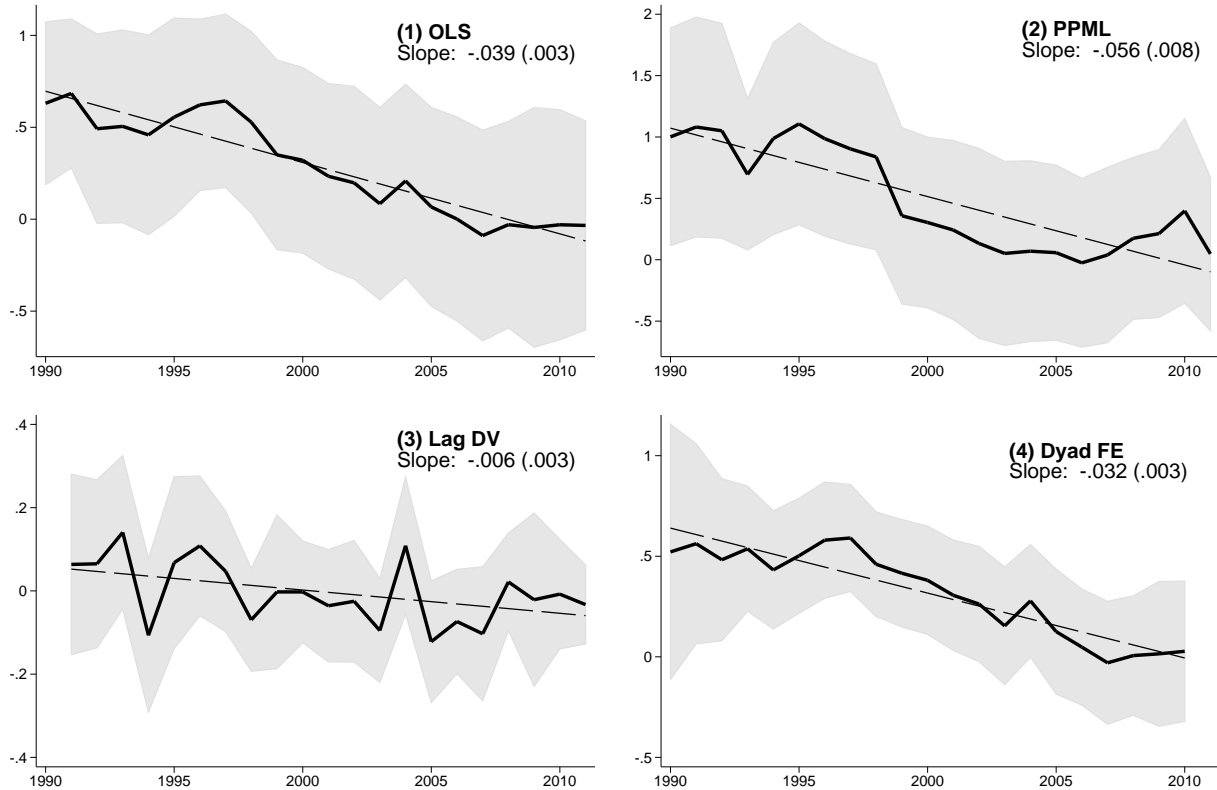 (1) OLS
Slope: -.039 (.003)
1
.5
0
-.5
1990 1995 2000 2005 2010
(2) PPML
Slope: -.056 (.008)
2
1.5
1
.5
0
-.5
1990 1995 2000 2005 2010
(3) Lag DV
Slope: -.006 (.003)
.4
.2
0
-.2
-.4
1990 1995 2000 2005 2010
(4) Dyad FE
Slope: -.032 (.003)
1
.5
0
-.5
1990 1995 2000 2005 2010